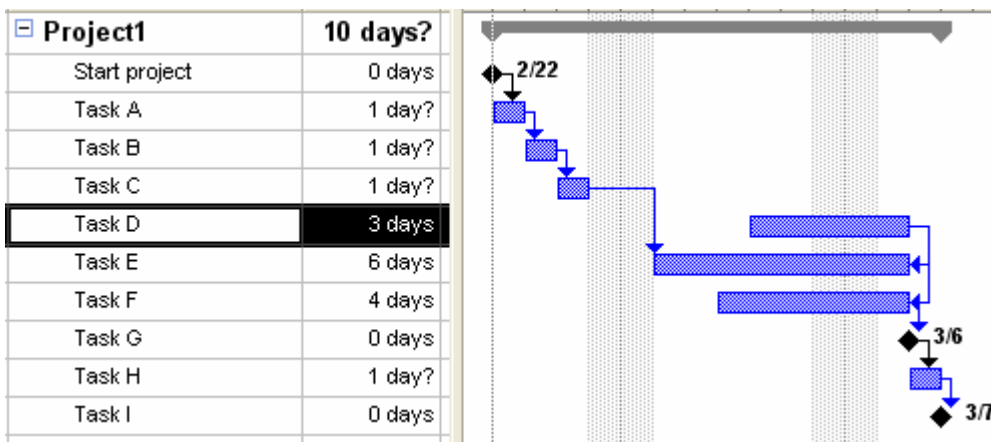 Project1 10 days?
Start project 0 days 2/22
Task A 1 day?
Task B 1 day?
Task C 1 day?
Task D 3 days
Task E 6 days
Task F 4 days
Task G 0 days 3/6
Task H 1 day?
Task I 0 days 3/7